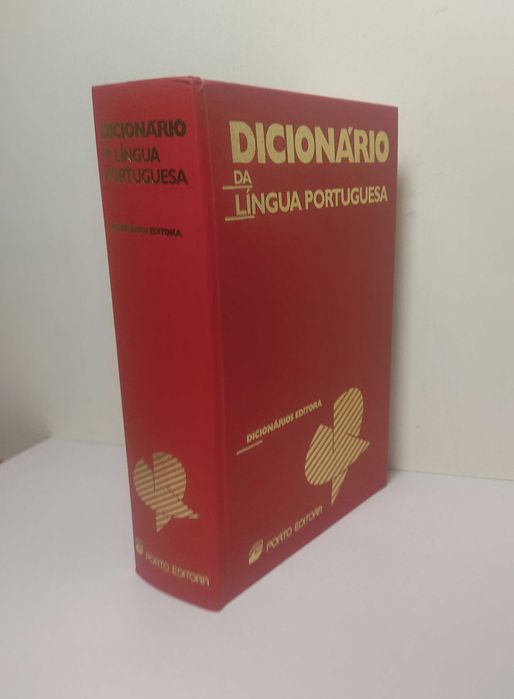 DICIONÁRIO
DA LÍNGUA
PORTUGUESA
DICIONÁRIOS EDITORA
PORTO EDITORA
DICIONÁRIO
DA
LÍNGUA PORTUGUESA
DICIONÁRIOS EDITORA
PORTO EDITORA